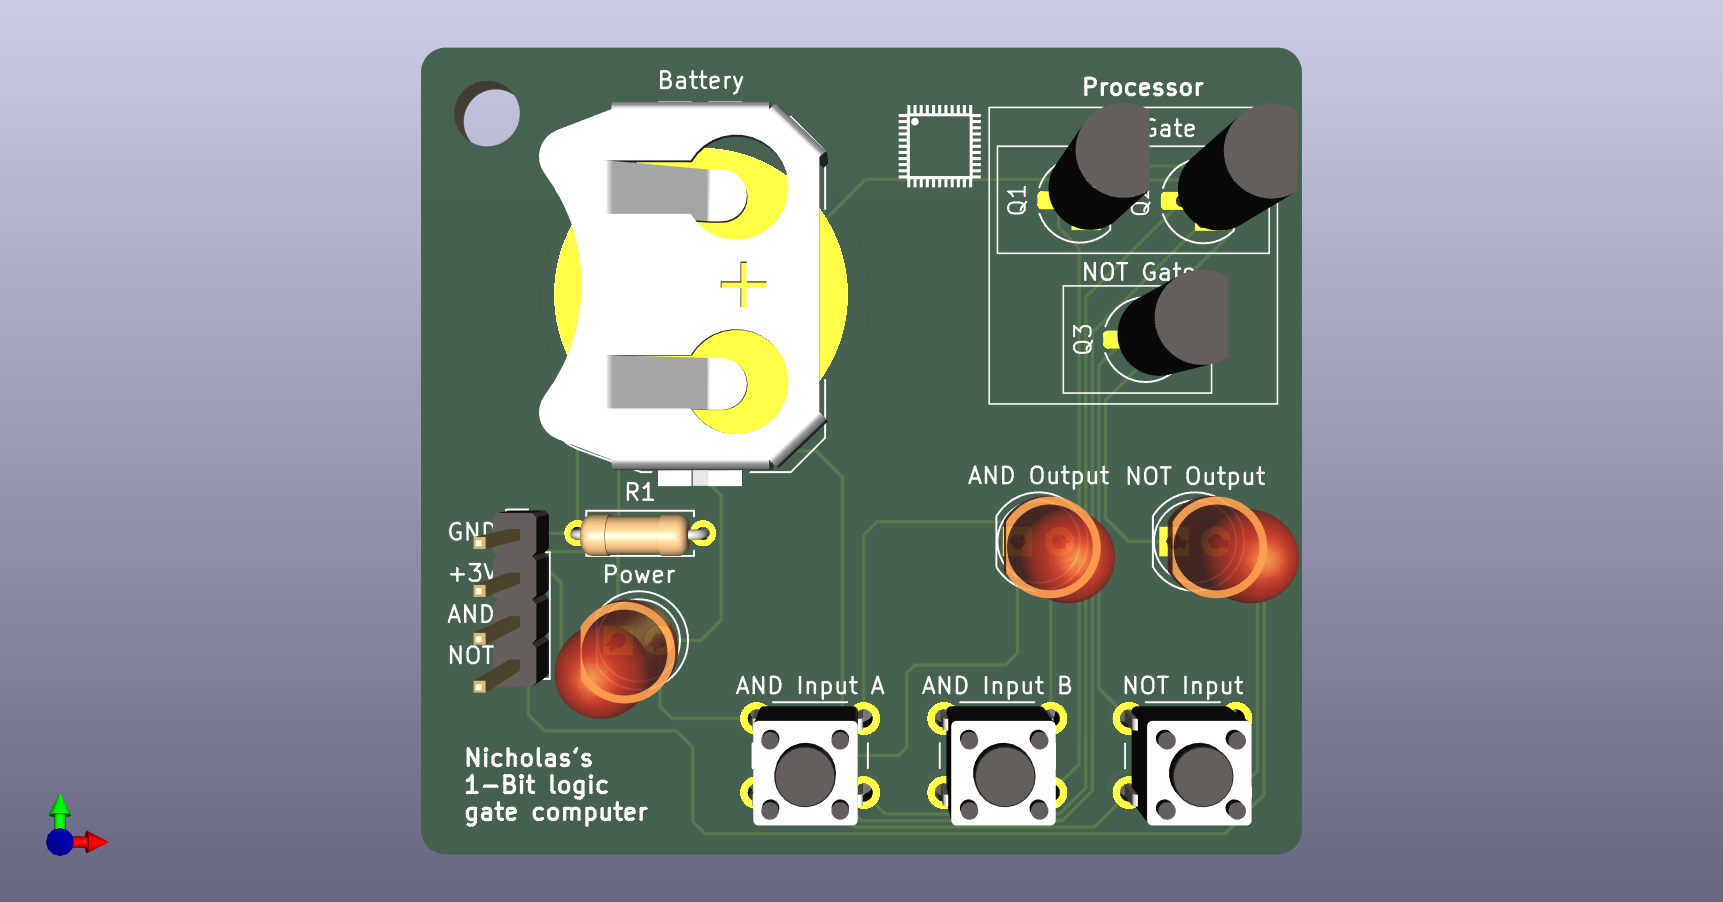 Battery
Processor
Gate
Q1
NOT Gate
Q3
AND Output
NOT Output
R1
GND
+3V
AND
NOT
Power
AND Input A
AND Input B
NOT Input
Nicholas's
1-Bit logic
gate computer